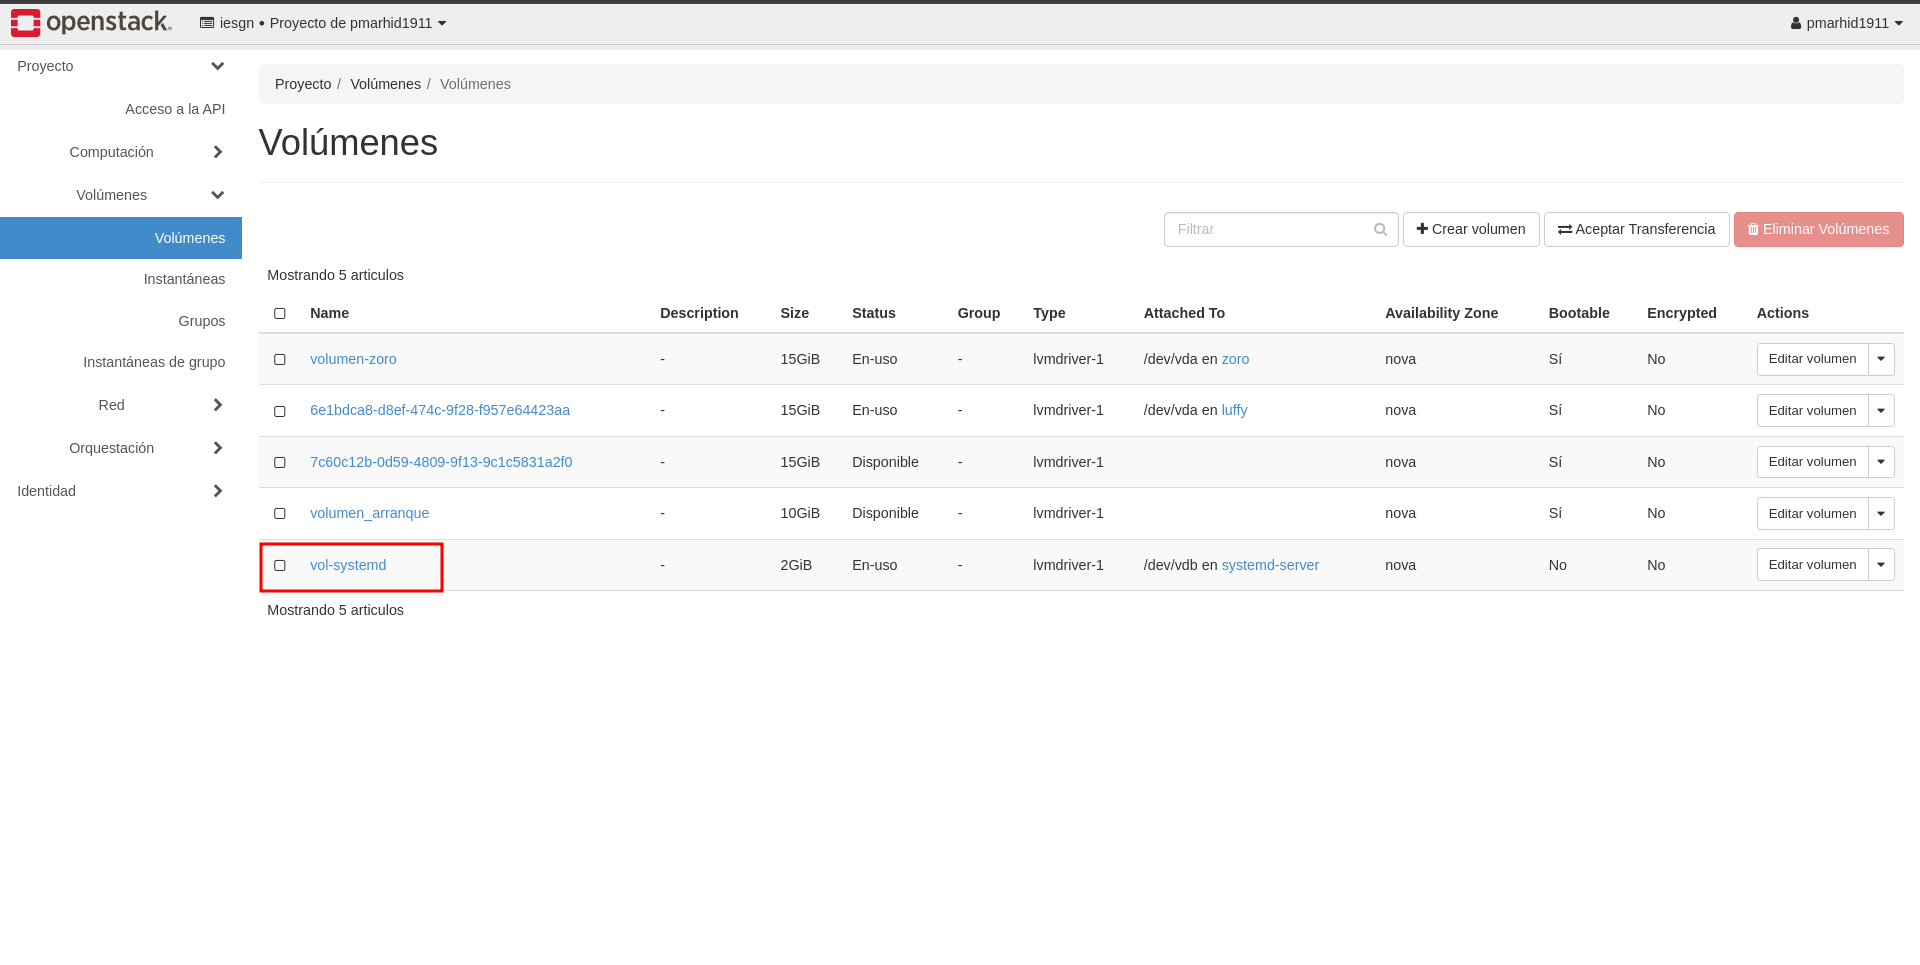 openstack. iesgn • Proyecto de pmarhid1911 pmarhid1911
Proyecto
Acceso a la API
Computación
Volúmenes
Volúmenes
Instantáneas
Grupos
Instantáneas de grupo
Red
Orquestación
Identidad
Proyecto / Volúmenes / Volúmenes
Volúmenes
Filtrar Crear volumen Aceptar Transferencia Eliminar Volúmenes
Mostrando 5 articulos
Name Description Size Status Group Type Attached To Availability Zone Bootable Encrypted Actions
volumen-zoro - 15GiB En-uso - lvmdriver-1 /dev/vda en zoro nova Sí No Editar volumen
6e1bdca8-d8ef-474c-9f28-f957e64423aa - 15GiB En-uso - lvmdriver-1 /dev/vda en luffy nova Sí No Editar volumen
7c60c12b-0d59-4809-9f13-9c1c5831a2f0 - 15GiB Disponible - lvmdriver-1 nova Sí No Editar volumen
volumen_arranque - 10GiB Disponible - lvmdriver-1 nova Sí No Editar volumen
vol-systemd - 2GiB En-uso - lvmdriver-1 /dev/vdb en systemd-server nova No No Editar volumen
Mostrando 5 articulos